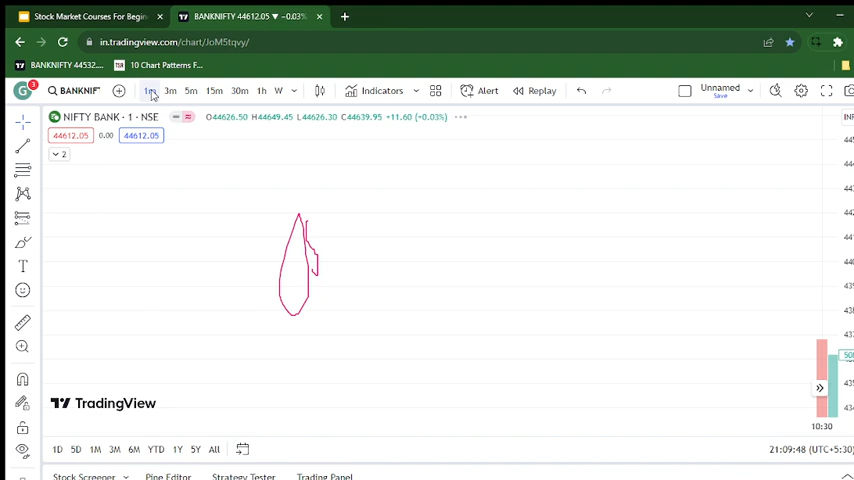 Stock Market Courses For Begin
BANKNIFTY 44612.05 ▼ −0.03%
in.tradingview.com/chart/JoM5tqvy/
BANKNIFTY 44532....
TSR 10 Chart Patterns F...
G 1 BANKNIF 1m 3m 5m 15m 30m 1h W Indicators Alert Replay Unnamed
Save
NIFTY BANK · 1 · NSE O44626.50 H44649.45 L44626.30 C44639.95 +11.60 (+0.03%)
44612.05 0.00 44612.05
2
TradingView
10:30
1D 5D 1M 3M 6M YTD 1Y 5Y All 21:09:48 (UTC+5:30)
Stock Screener Pine Editor Strategy Tester Trading Panel